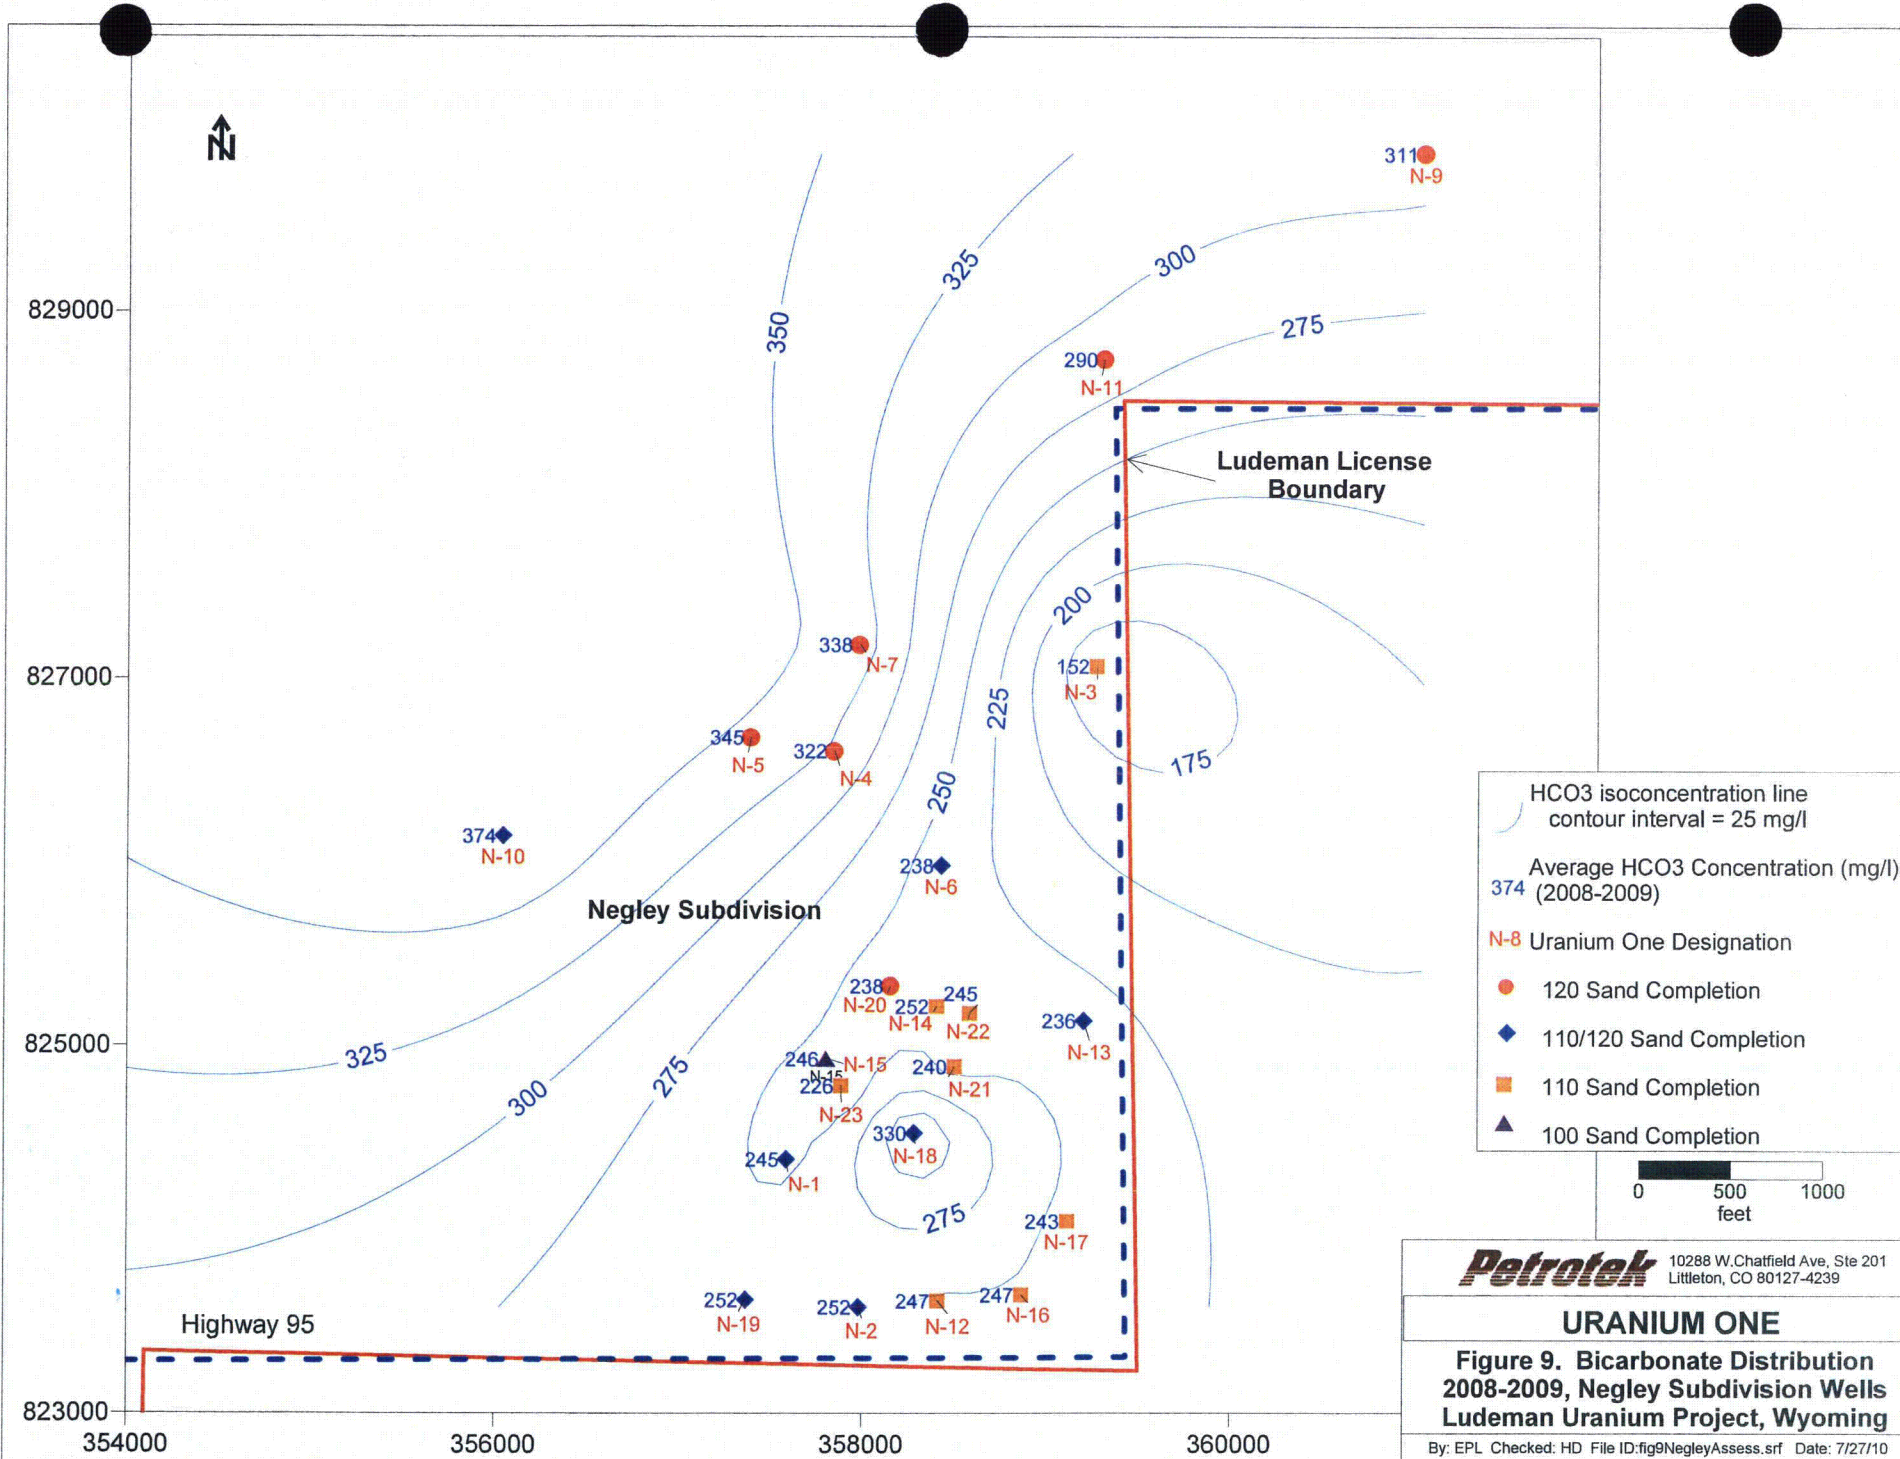 N
311
N-9
325
300
829000
350
275
290
N-11
Ludeman License
Boundary
200
338
N-7
827000
152
N-3
225
345
N-5
322
N-4
175
250
374
N-10
238
N-6
Negley Subdivision
238
N-20
252
N-14
245
N-22
236
N-13
825000
325
246
N-15
N-15
240
N-21
275
226
N-23
300
330
N-18
245
N-1
275
243
N-17
252
N-19
252
N-2
247
N-12
247
N-16
Highway 95
823000
354000
356000
358000
360000
HCO3 isoconcentration line
contour interval = 25 mg/l
374 Average HCO3 Concentration (mg/l)
(2008-2009)
N-8 Uranium One Designation
120 Sand Completion
110/120 Sand Completion
110 Sand Completion
100 Sand Completion
0 500 1000
feet
Petrotek
10288 W.Chatfield Ave, Ste 201
Littleton, CO 80127-4239
URANIUM ONE
Figure 9. Bicarbonate Distribution
2008-2009, Negley Subdivision Wells
Ludeman Uranium Project, Wyoming
By: EPL Checked: HD File ID:fig9NegleyAssess.srf Date: 7/27/10